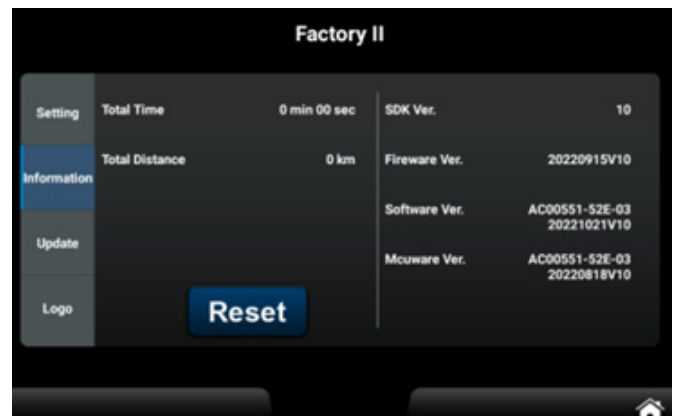 Factory II
Setting
Information
Update
Logo
Total Time 0 min 00 sec
Total Distance 0 km
Reset
SDK Ver. 10
Fireware Ver. 20220915V10
Software Ver. AC00551-52E-03
20221021V10
Mcuware Ver. AC00551-52E-03
20220818V10